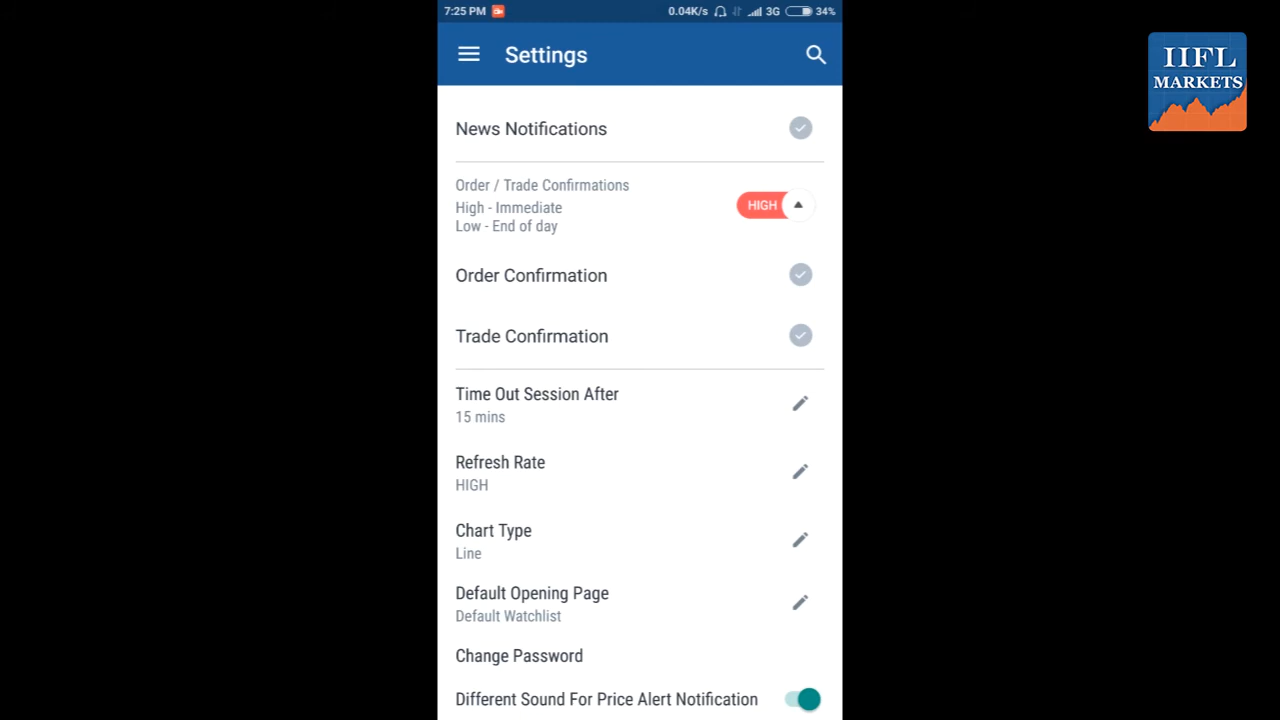 7:25 PM 0.04K/s 3G 34%
Settings
IIFL
MARKETS
News Notifications
Order / Trade Confirmations
High - Immediate
Low - End of day
HIGH
Order Confirmation
Trade Confirmation
Time Out Session After
15 mins
Refresh Rate
HIGH
Chart Type
Line
Default Opening Page
Default Watchlist
Change Password
Different Sound For Price Alert Notification